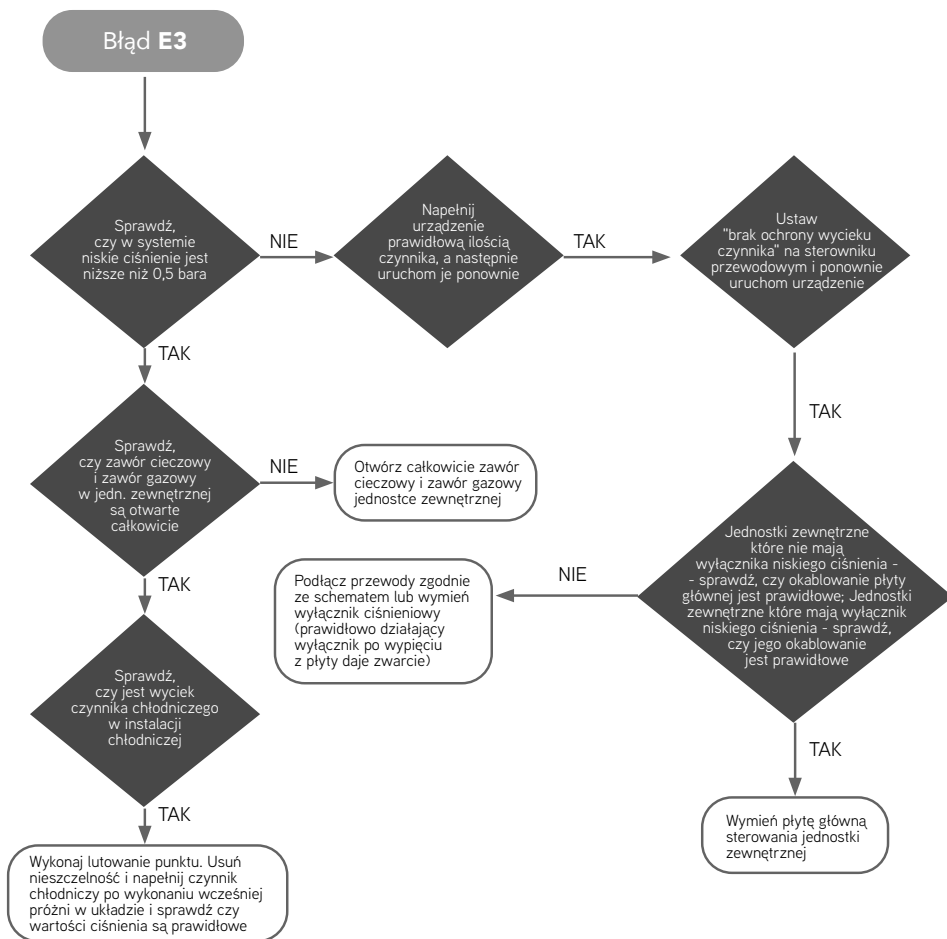 Błąd E3
Sprawdź,
czy w systemie
niskie ciśnienie jest
niższe niż 0,5 bara
NIE
Napełnij
urządzenie
prawidłową ilością
czynnika, a następnie
uruchom je ponownie
TAK
Ustaw
"brak ochrony wycieku
czynnika" na sterowniku
przewodowym i ponownie
uruchom urządzenie
TAK
TAK
Sprawdź,
czy zawór cieczowy
i zawór gazowy
w jedn. zewnętrznej
są otwarte
całkowicie
NIE
Otwórz całkowicie zawór
cieczowy i zawór gazowy
jednostce zewnętrznej
Jednostki zewnętrzne
które nie mają
wyłącznika niskiego ciśnienia -
- sprawdź, czy okablowanie płyty
głównej jest prawidłowe; Jednostki
zewnętrzne które mają wyłącznik
niskiego ciśnienia - sprawdź,
czy jego okablowanie
jest prawidłowe
NIE
Podłącz przewody zgodnie
ze schematem lub wymień
wyłącznik ciśnieniowy
(prawidłowo działający
wyłącznik po wypięciu
z płyty daje zwarcie)
TAK
Sprawdź,
czy jest wyciek
czynnika chłodniczego
w instalacji
chłodniczej
TAK
Wymień płytę główną
sterowania jednostki
zewnętrznej
TAK
Wykonaj lutowanie punktu. Usuń
nieszczelność i napełnij czynnik
chłodniczy po wykonaniu wcześniej
próżni w układzie i sprawdź czy
wartości ciśnienia są prawidłowe